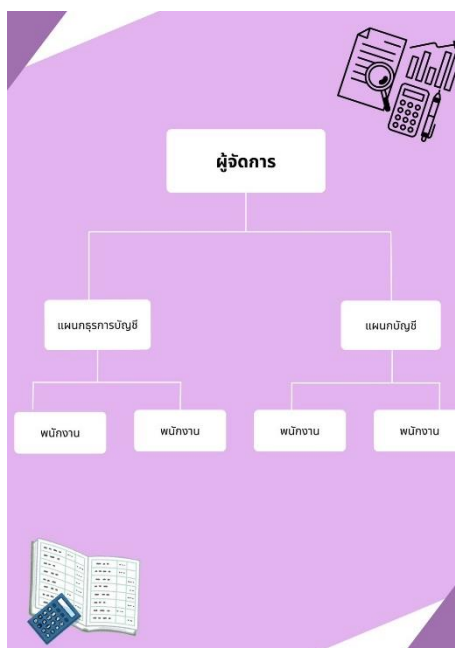 ผู้จัดการ
แผนกธุรการบัญชี
แผนกบัญชี
พนักงาน
พนักงาน
พนักงาน
พนักงาน